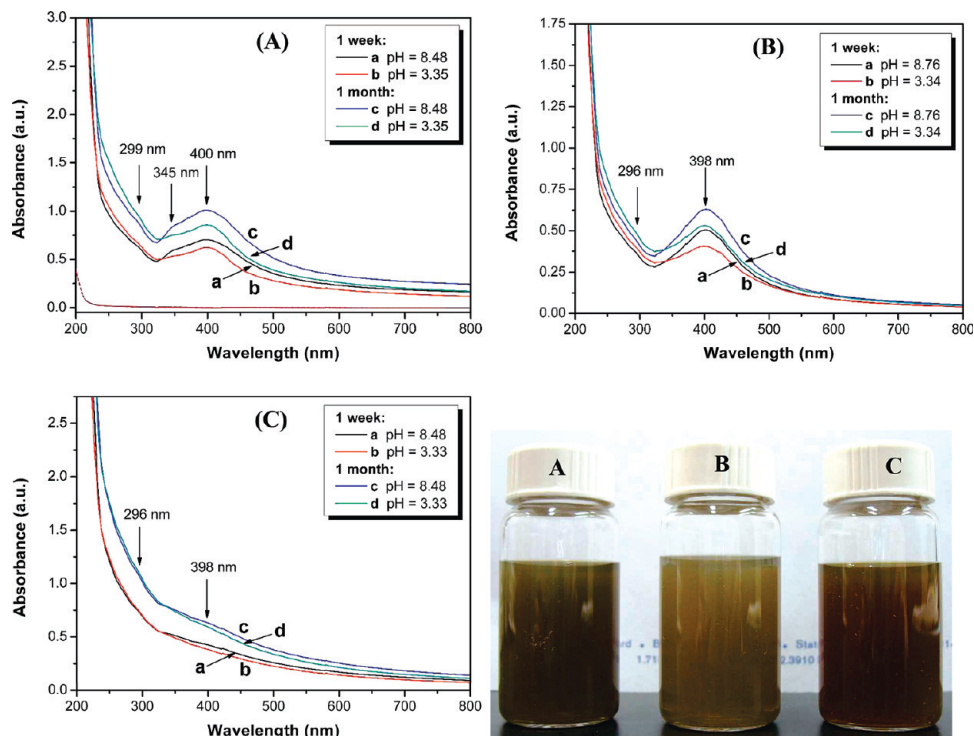 (A)
1 week:
a pH = 8.48
b pH = 3.35
1 month:
c pH = 8.48
d pH = 3.35
299 nm
345 nm
400 nm
c
d
a
b
3.0
2.5
2.0
1.5
1.0
0.5
0.0
200 300 400 500 600 700 800
Absorbance (a.u.)
Wavelength (nm)
(B)
1 week:
a pH = 8.76
b pH = 3.34
1 month:
c pH = 8.76
d pH = 3.34
296 nm
398 nm
c
d
a
b
1.75
1.50
1.25
1.00
0.75
0.50
0.25
0.00
200 300 400 500 600 700 800
Absorbance (a.u.)
Wavelength (nm)
(C)
1 week:
a pH = 8.48
b pH = 3.33
1 month:
c pH = 8.48
d pH = 3.33
296 nm
398 nm
c
d
a
b
2.5
2.0
1.5
1.0
0.5
0.0
200 300 400 500 600 700 800
Absorbance (a.u.)
Wavelength (nm)
A B C